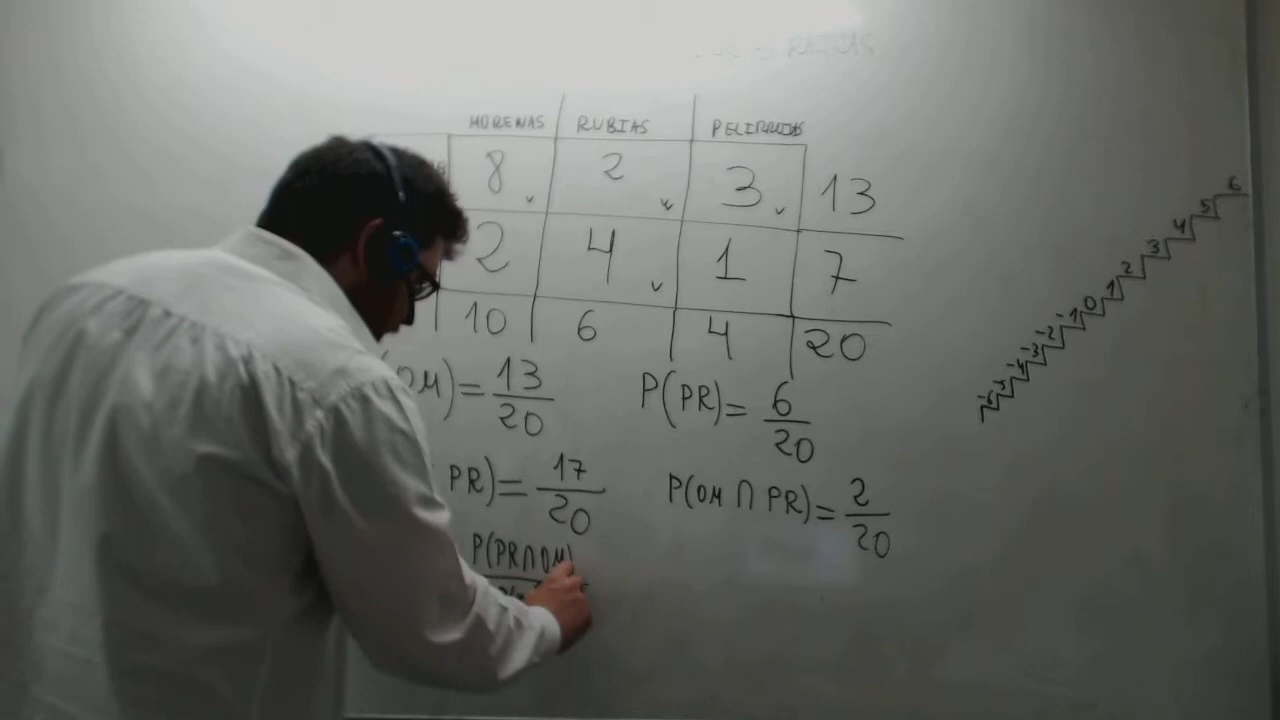 MORENAS RUBIAS PELIRROJAS
8 2 3 13
2 4 1 7
10 6 4 20
OM) = 13/20 P(PR) = 6/20
PR) = 17/20 P(OM ∩ PR) = 2/20
P(PR∩OM)
6
5
4
3
2
1
0
-1
-2
-3